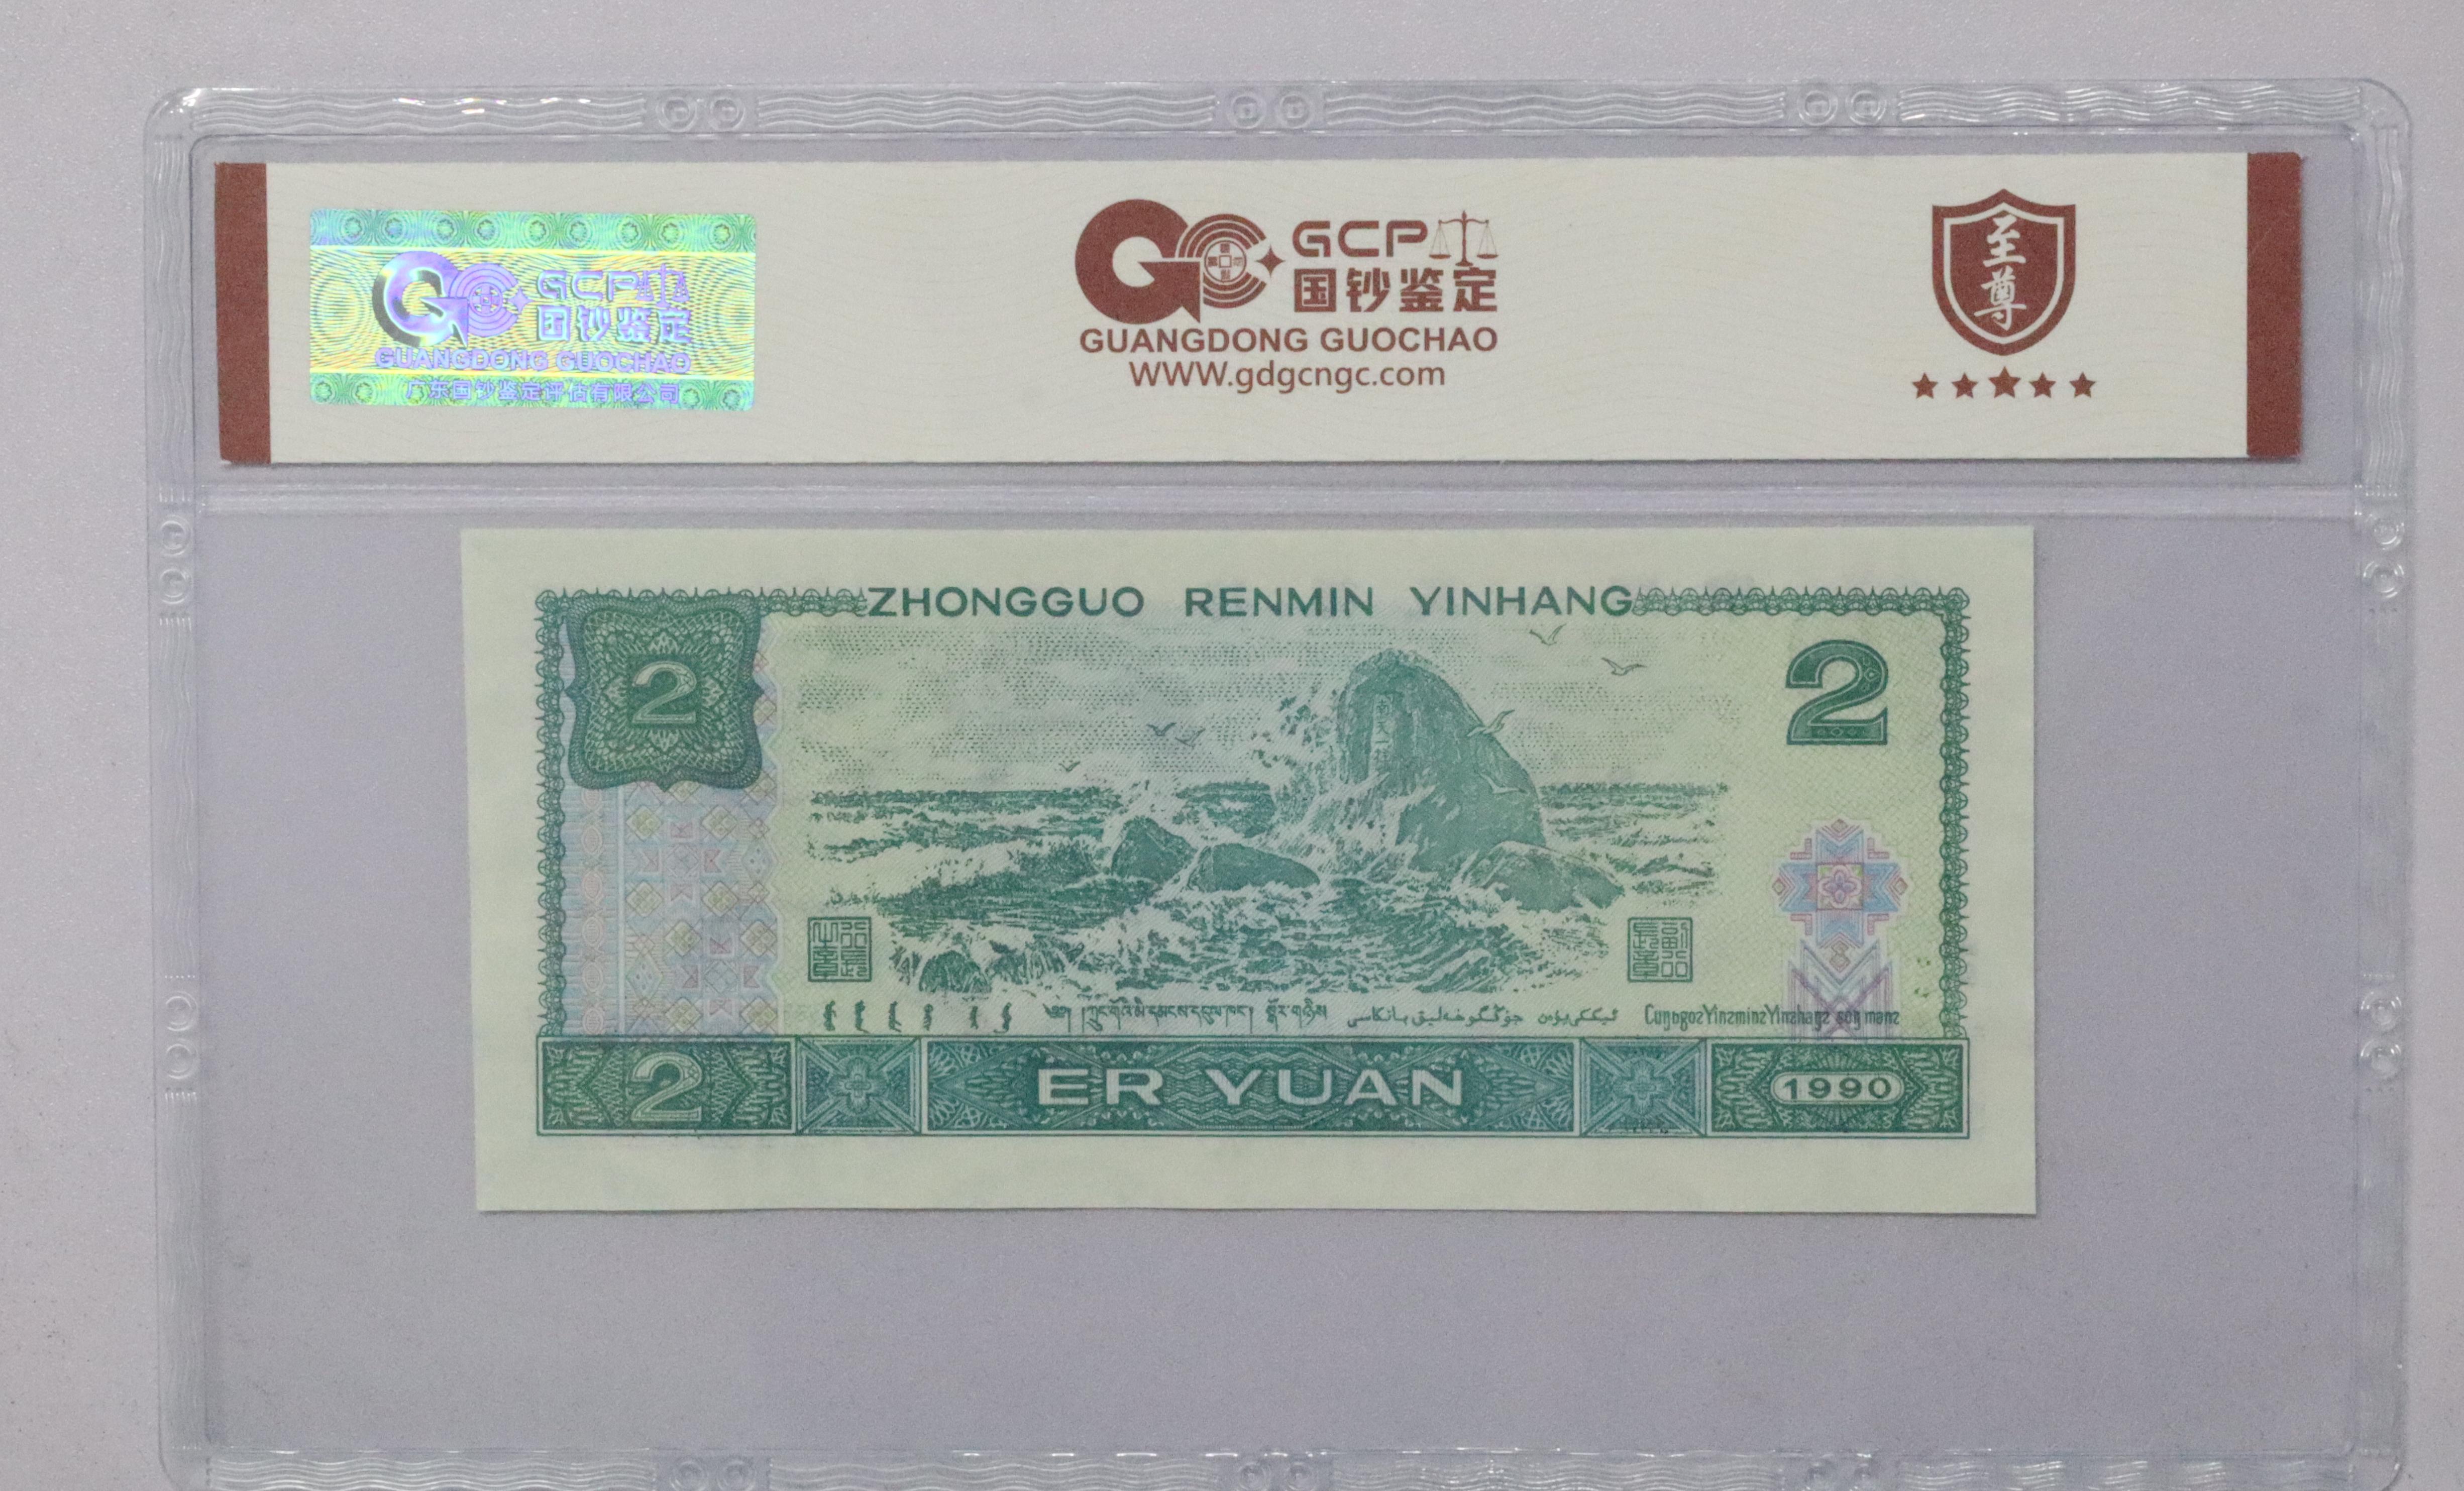 GCP
国钞鉴定
GUANGDONG GUOCHAO
广东国钞鉴定评估有限公司
GCP
国钞鉴定
GUANGDONG GUOCHAO
www.gdgcngc.com
至尊
ZHONGGUO RENMIN YINHANG
2
2
2
ER YUAN
1990